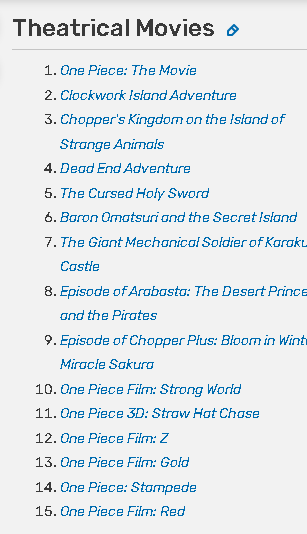 Theatrical Movies
1. One Piece: The Movie
2. Clockwork Island Adventure
3. Chopper's Kingdom on the Island of
Strange Animals
4. Dead End Adventure
5. The Cursed Holy Sword
6. Baron Omatsuri and the Secret Island
7. The Giant Mechanical Soldier of Karaku
Castle
8. Episode of Arabasta: The Desert Prince
and the Pirates
9. Episode of Chopper Plus: Bloom in Wint
Miracle Sakura
10. One Piece Film: Strong World
11. One Piece 3D: Straw Hat Chase
12. One Piece Film: Z
13. One Piece Film: Gold
14. One Piece: Stampede
15. One Piece Film: Red